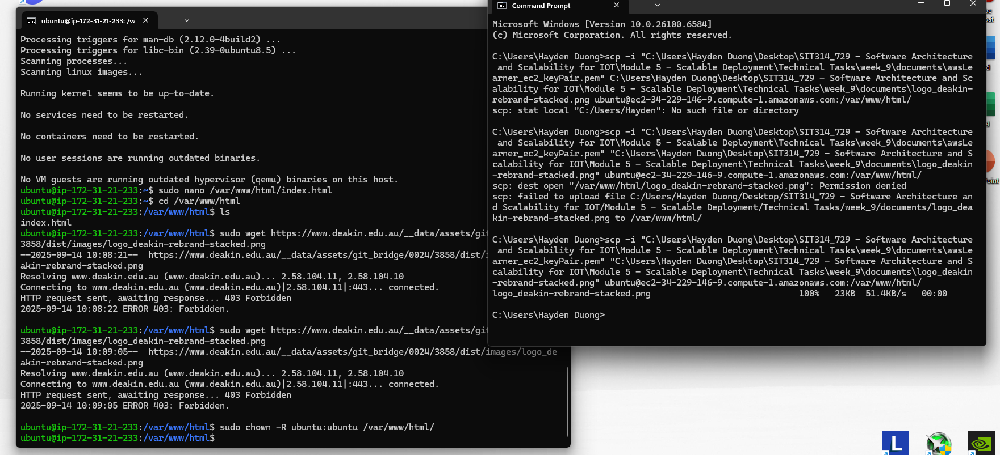 ubuntu@ip-172-31-21-233: /va
Processing triggers for man-db (2.12.0-4build2) ...
Processing triggers for libc-bin (2.39-0ubuntu8.5) ...
Scanning processes...
Scanning linux images...
Running kernel seems to be up-to-date.
No services need to be restarted.
No containers need to be restarted.
No user sessions are running outdated binaries.
No VM guests are running outdated hypervisor (qemu) binaries on this host.
ubuntu@ip-172-31-21-233:~$ sudo nano /var/www/html/index.html
ubuntu@ip-172-31-21-233:~$ cd /var/www/html
ubuntu@ip-172-31-21-233:/var/www/html$ ls
index.html
ubuntu@ip-172-31-21-233:/var/www/html$ sudo wget https://www.deakin.edu.au/__data/assets/git
3858/dist/images/logo_deakin-rebrand-stacked.png
--2025-09-14 10:08:21--  https://www.deakin.edu.au/__data/assets/git_bridge/0024/3858/dist/i
akin-rebrand-stacked.png
Resolving www.deakin.edu.au (www.deakin.edu.au)... 2.58.104.11, 2.58.104.10
Connecting to www.deakin.edu.au (www.deakin.edu.au)|2.58.104.11|:443... connected.
HTTP request sent, awaiting response... 403 Forbidden
2025-09-14 10:08:22 ERROR 403: Forbidden.
ubuntu@ip-172-31-21-233:/var/www/html$ sudo wget https://www.deakin.edu.au/__data/assets/git
3858/dist/images/logo_deakin-rebrand-stacked.png
--2025-09-14 10:09:05--  https://www.deakin.edu.au/__data/assets/git_bridge/0024/3858/dist/images/logo_de
akin-rebrand-stacked.png
Resolving www.deakin.edu.au (www.deakin.edu.au)... 2.58.104.11, 2.58.104.10
Connecting to www.deakin.edu.au (www.deakin.edu.au)|2.58.104.11|:443... connected.
HTTP request sent, awaiting response... 403 Forbidden
2025-09-14 10:09:05 ERROR 403: Forbidden.
ubuntu@ip-172-31-21-233:/var/www/html$ sudo chown -R ubuntu:ubuntu /var/www/html/
ubuntu@ip-172-31-21-233:/var/www/html$
Command Prompt
Microsoft Windows [Version 10.0.26100.6584]
(c) Microsoft Corporation. All rights reserved.
C:\Users\Hayden Duong>scp -i "C:\Users\Hayden Duong\Desktop\SIT314_729 - Software Architecture
 and Scalability for IOT\Module 5 - Scalable Deployment\Technical Tasks\week_9\documents\awsLe
arner_ec2_keyPair.pem" C:\Users\Hayden Duong\Desktop\SIT314_729 - Software Architecture and Sc
alability for IOT\Module 5 - Scalable Deployment\Technical Tasks\week_9\documents\logo_deakin-
rebrand-stacked.png ubuntu@ec2-34-229-146-9.compute-1.amazonaws.com:/var/www/html/
scp: stat local "C:/Users/Hayden": No such file or directory
C:\Users\Hayden Duong>scp -i "C:\Users\Hayden Duong\Desktop\SIT314_729 - Software Architecture
 and Scalability for IOT\Module 5 - Scalable Deployment\Technical Tasks\week_9\documents\awsLe
arner_ec2_keyPair.pem" "C:\Users\Hayden Duong\Desktop\SIT314_729 - Software Architecture and S
calability for IOT\Module 5 - Scalable Deployment\Technical Tasks\week_9\documents\logo_deakin
-rebrand-stacked.png" ubuntu@ec2-34-229-146-9.compute-1.amazonaws.com:/var/www/html/
scp: dest open "/var/www/html/logo_deakin-rebrand-stacked.png": Permission denied
scp: failed to upload file C:/Users/Hayden Duong/Desktop/SIT314_729 - Software Architecture an
d Scalability for IOT/Module 5 - Scalable Deployment/Technical Tasks/week_9/documents/logo_dea
kin-rebrand-stacked.png to /var/www/html/
C:\Users\Hayden Duong>scp -i "C:\Users\Hayden Duong\Desktop\SIT314_729 - Software Architecture
 and Scalability for IOT\Module 5 - Scalable Deployment\Technical Tasks\week_9\documents\awsLe
arner_ec2_keyPair.pem" "C:\Users\Hayden Duong\Desktop\SIT314_729 - Software Architecture and S
calability for IOT\Module 5 - Scalable Deployment\Technical Tasks\week_9\documents\logo_deakin
-rebrand-stacked.png" ubuntu@ec2-34-229-146-9.compute-1.amazonaws.com:/var/www/html/
logo_deakin-rebrand-stacked.png 100% 23KB 51.4KB/s 00:00
C:\Users\Hayden Duong>
L